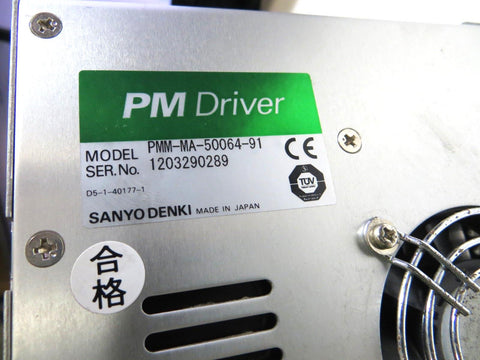 PM Driver
MODEL PMM-MA-50064-91
SER.No. 1203290289
CE
TÜV
D5-1-40177-1
SANYO DENKI MADE IN JAPAN
合格